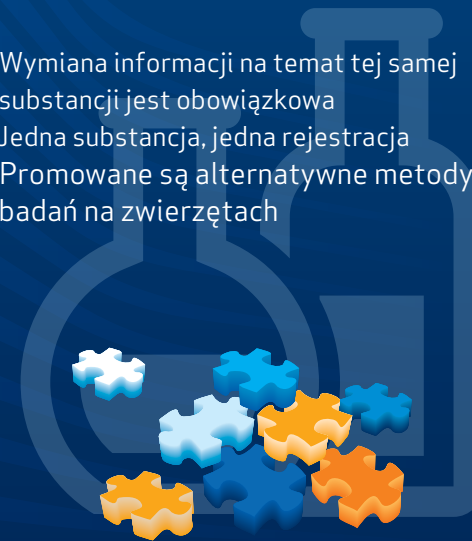 Wymiana informacji na temat tej samej
substancji jest obowiązkowa
Jedna substancja, jedna rejestracja
Promowane są alternatywne metody
badań na zwierzętach